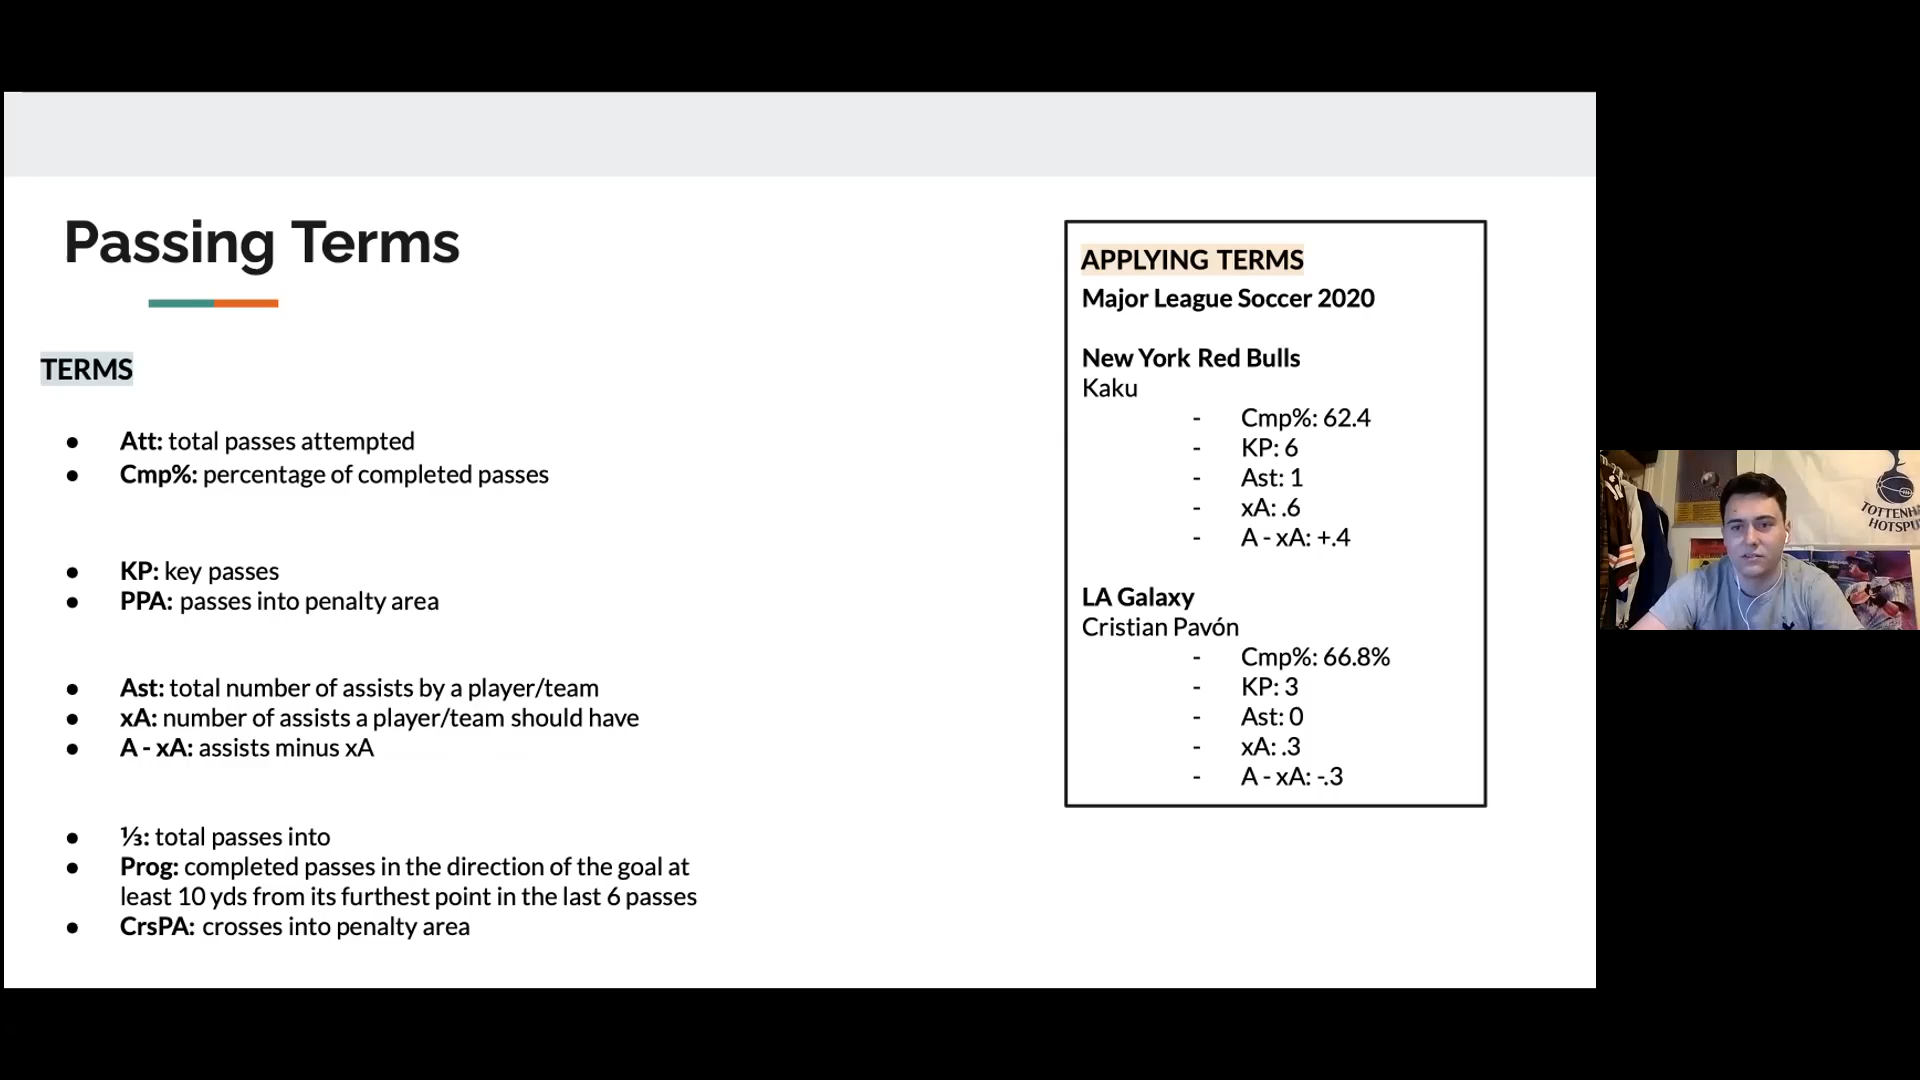 Passing Terms
TERMS
● Att: total passes attempted
● Cmp%: percentage of completed passes
● KP: key passes
● PPA: passes into penalty area
● Ast: total number of assists by a player/team
● xA: number of assists a player/team should have
● A - xA: assists minus xA
● ⅓: total passes into
● Prog: completed passes in the direction of the goal at
least 10 yds from its furthest point in the last 6 passes
● CrsPA: crosses into penalty area
APPLYING TERMS
Major League Soccer 2020
New York Red Bulls
Kaku
- Cmp%: 62.4
- KP: 6
- Ast: 1
- xA: .6
- A - xA: +.4
LA Galaxy
Cristian Pavón
- Cmp%: 66.8%
- KP: 3
- Ast: 0
- xA: .3
- A - xA: -.3
TOTTENHA
HOTSPU